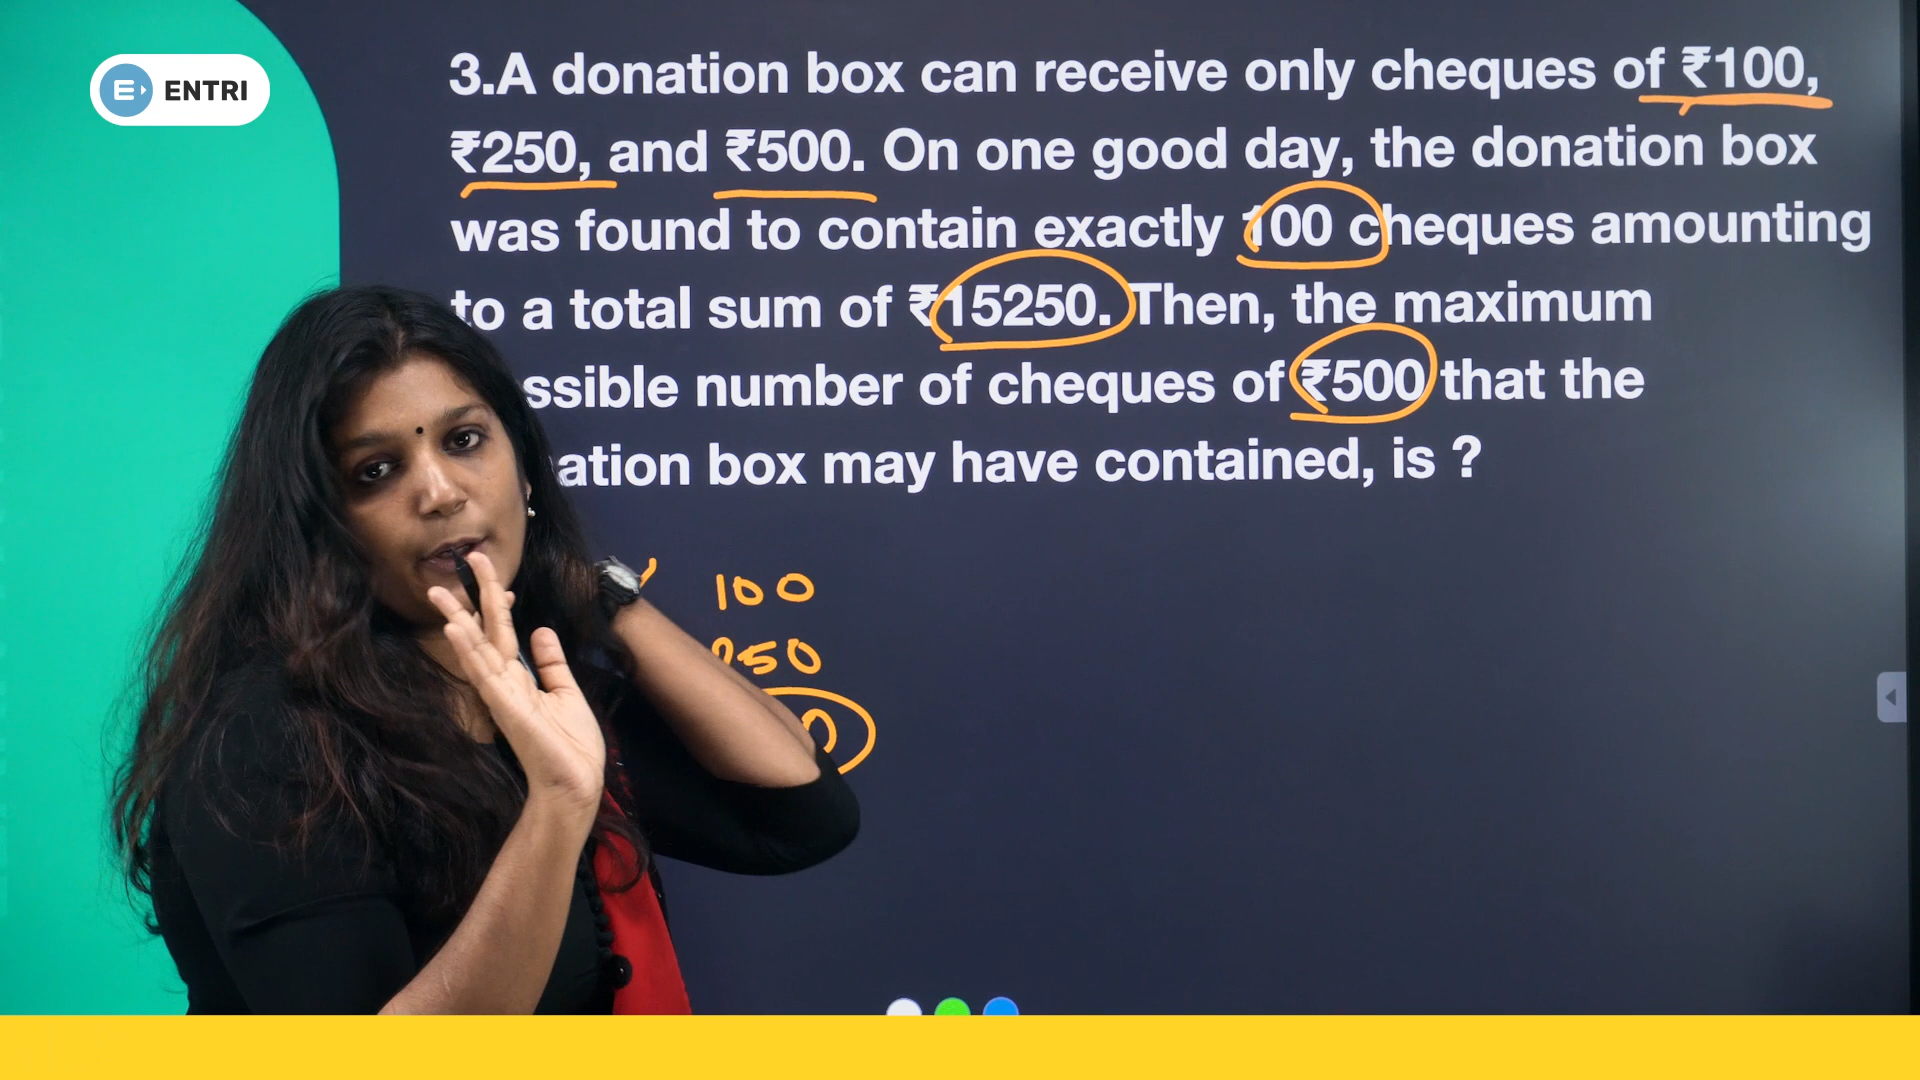 ENTRI
3.A donation box can receive only cheques of ₹100,
₹250, and ₹500. On one good day, the donation box
was found to contain exactly 100 cheques amounting
to a total sum of ₹15250. Then, the maximum
ssible number of cheques of ₹500 that the
ation box may have contained, is ?
100
250
0